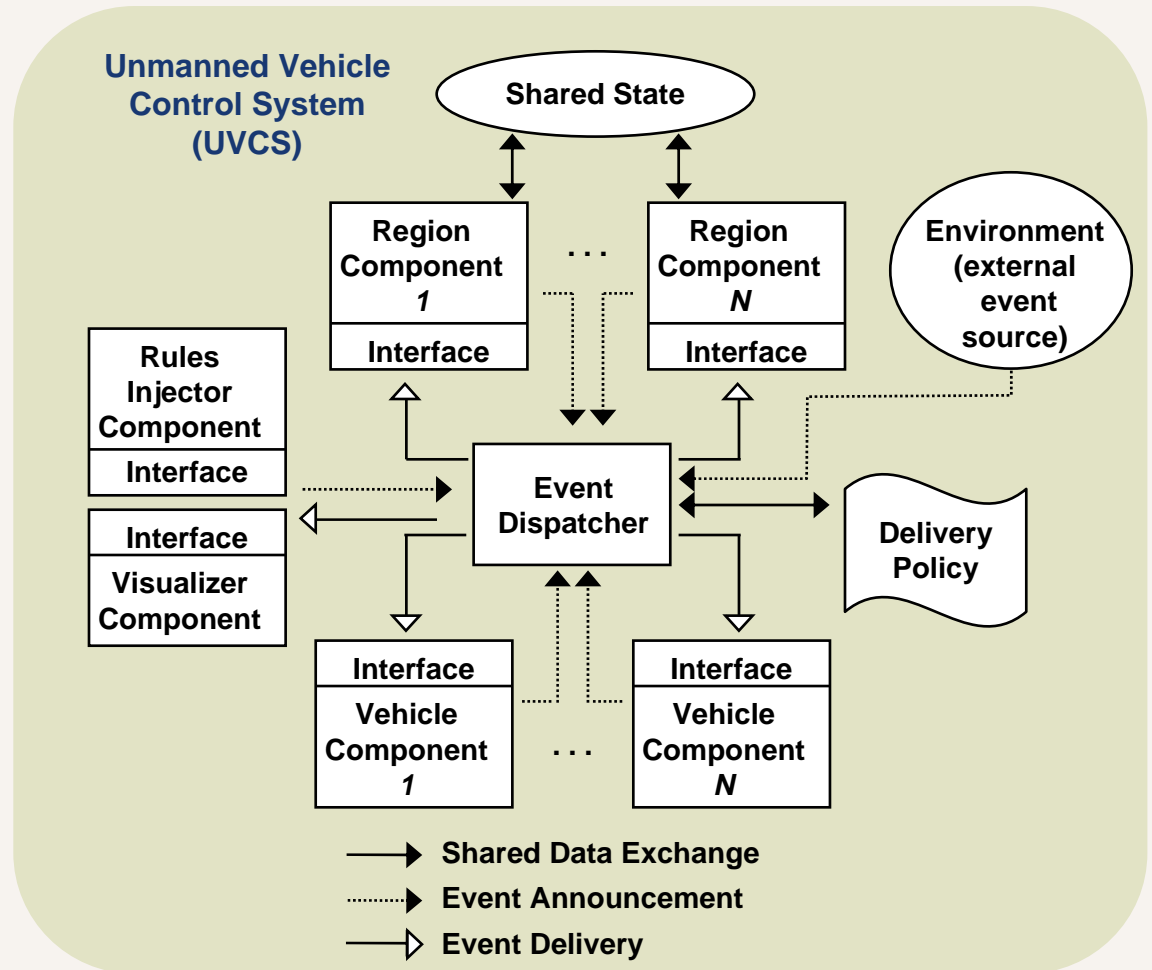 Unmanned Vehicle
Control System
(UVCS)
Shared State
Region
Component
1
Interface
. . .
Region
Component
N
Interface
Environment
(external
event
source)
Rules
Injector
Component
Interface
Interface
Visualizer
Component
Event
Dispatcher
Delivery
Policy
Interface
Vehicle
Component
1
. . .
Interface
Vehicle
Component
N
Shared Data Exchange
Event Announcement
Event Delivery